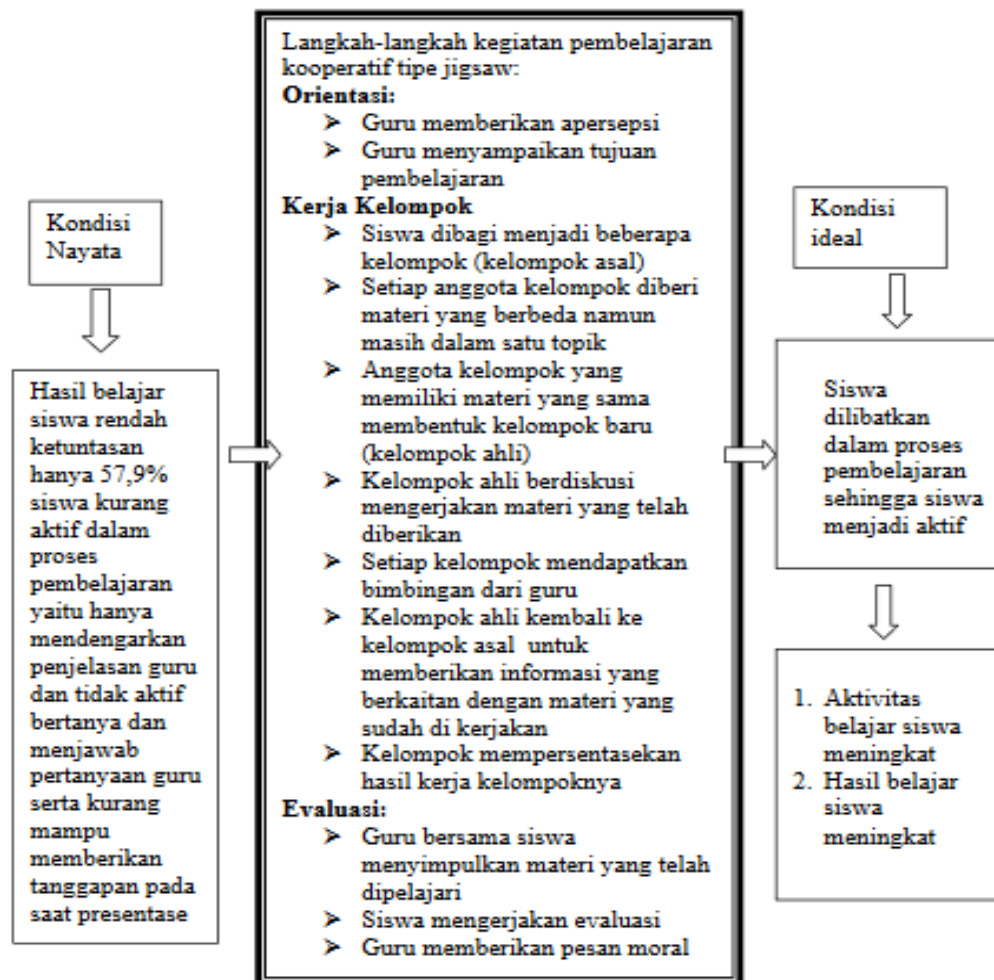 Kondisi
Nayata
Hasil belajar
siswa rendah
ketuntasan
hanya 57,9%
siswa kurang
aktif dalam
proses
pembelajaran
yaitu hanya
mendengarkan
penjelasan guru
dan tidak aktif
bertanya dan
menjawab
pertanyaan guru
serta kurang
mampu
memberikan
tanggapan pada
saat presentase
Langkah-langkah kegiatan pembelajaran
kooperatif tipe jigsaw:
Orientasi:
➢ Guru memberikan apersepsi
➢ Guru menyampaikan tujuan
pembelajaran
Kerja Kelompok
➢ Siswa dibagi menjadi beberapa
kelompok (kelompok asal)
➢ Setiap anggota kelompok diberi
materi yang berbeda namun
masih dalam satu topik
➢ Anggota kelompok yang
memiliki materi yang sama
membentuk kelompok baru
(kelompok ahli)
➢ Kelompok ahli berdiskusi
mengerjakan materi yang telah
diberikan
➢ Setiap kelompok mendapatkan
bimbingan dari guru
➢ Kelompok ahli kembali ke
kelompok asal untuk
memberikan informasi yang
berkaitan dengan materi yang
sudah di kerjakan
➢ Kelompok mempersentasekan
hasil kerja kelompoknya
Evaluasi:
➢ Guru bersama siswa
menyimpulkan materi yang telah
dipelajari
➢ Siswa mengerjakan evaluasi
➢ Guru memberikan pesan moral
Kondisi
ideal
Siswa
dilibatkan
dalam proses
pembelajaran
sehingga siswa
menjadi aktif
1. Aktivitas
belajar siswa
meningkat
2. Hasil belajar
siswa
meningkat